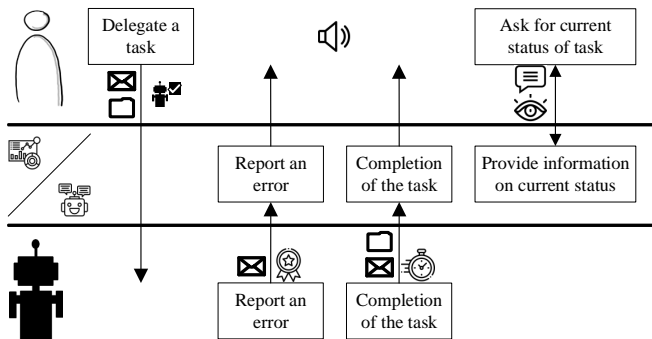 Delegate a
task
Ask for current
status of task
Report an
error
Completion
of the task
Provide information
on current status
Report an
error
Completion
of the task